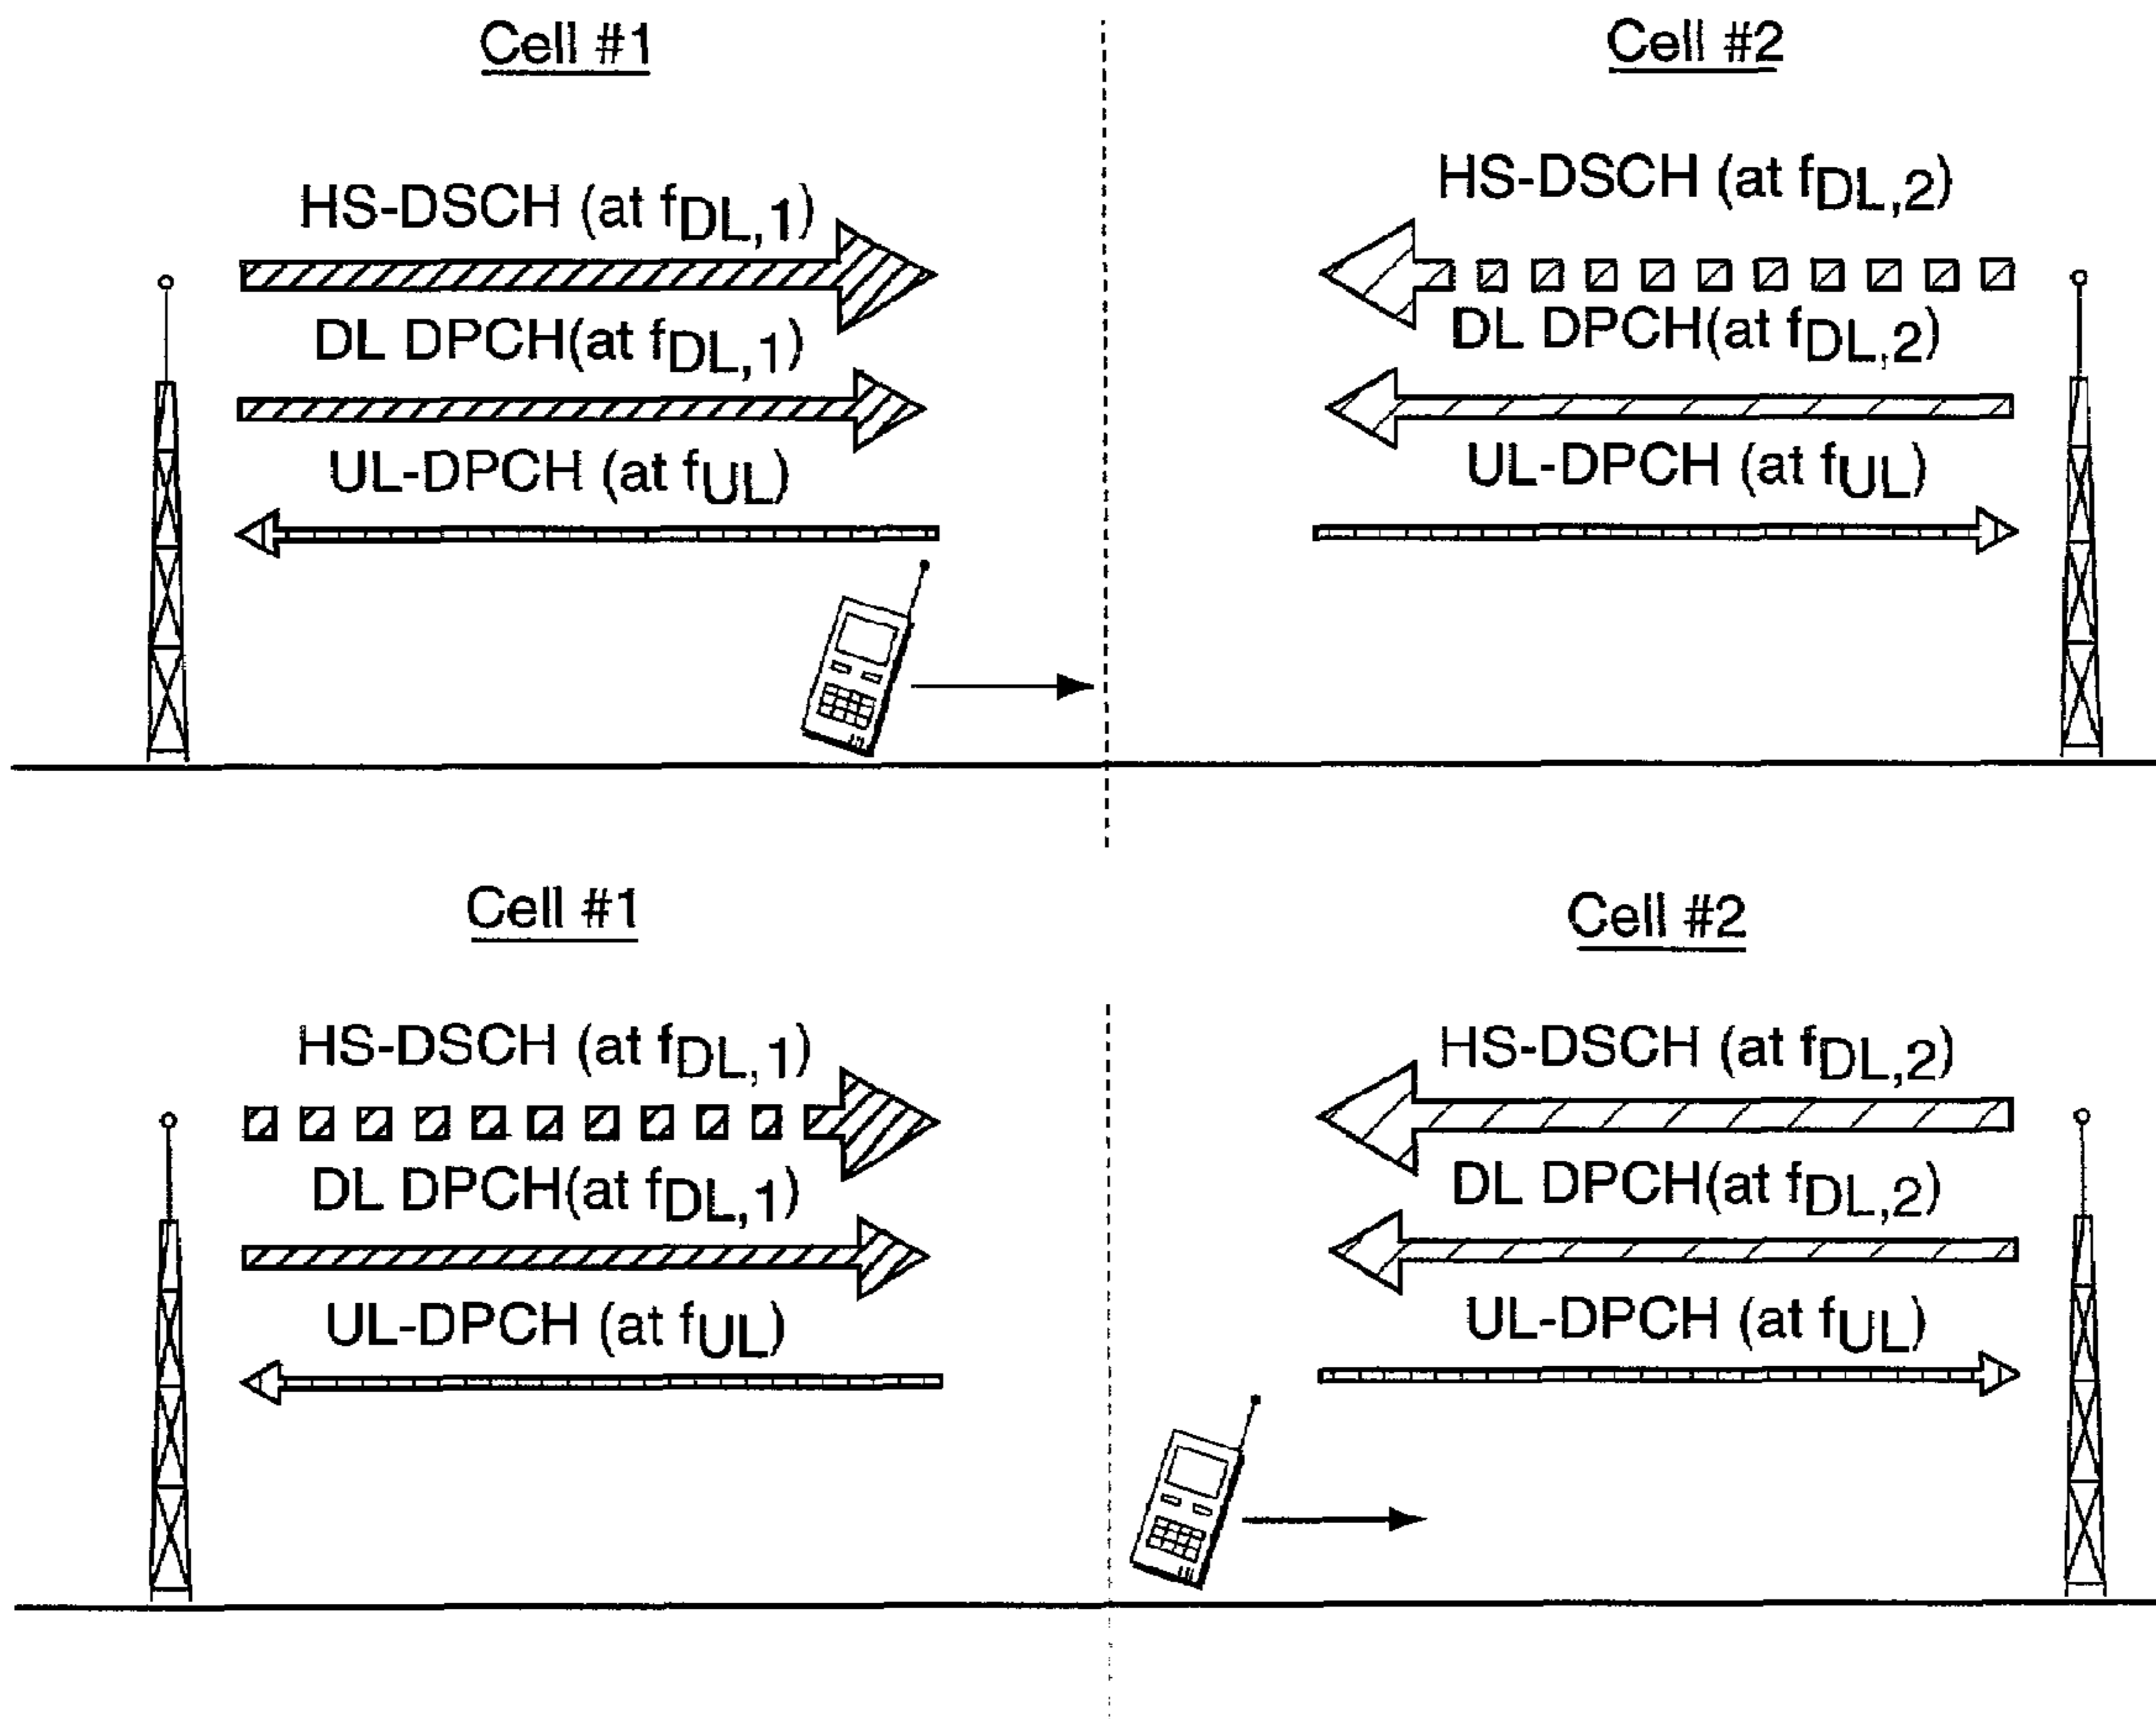 Cell #1
Cell #2
HS-DSCH (at fDL,1)
HS-DSCH (at fDL,2)
DL DPCH(at fDL,1)
DL DPCH(at fDL,2)
UL-DPCH (at fUL)
UL-DPCH (at fUL)
Cell #1
Cell #2
HS-DSCH (at fDL,1)
HS-DSCH (at fDL,2)
DL DPCH(at fDL,1)
DL DPCH(at fDL,2)
UL-DPCH (at fUL)
UL-DPCH (at fUL)